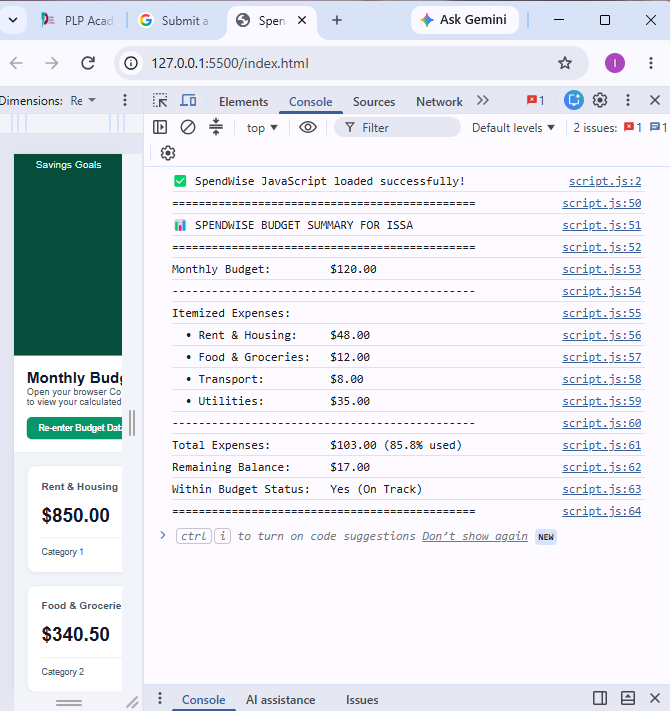 PLP Acad
Submit a
Spen
Ask Gemini
127.0.0.1:5500/index.html
I
Dimensions: Re
Elements
Console
Sources
Network
1
top
Filter
Default levels
2 issues:
1
1
Savings Goals
Monthly Budg
Open your browser Co
to view your calculated
Re-enter Budget Data
Rent & Housing
$850.00
Category 1
Food & Grocerie
$340.50
Category 2
✅ SpendWise JavaScript loaded successfully! script.js:2
============================================== script.js:50
📊 SPENDWISE BUDGET SUMMARY FOR ISSA script.js:51
============================================== script.js:52
Monthly Budget: $120.00 script.js:53
---------------------------------------------- script.js:54
Itemized Expenses: script.js:55
• Rent & Housing: $48.00 script.js:56
• Food & Groceries: $12.00 script.js:57
• Transport: $8.00 script.js:58
• Utilities: $35.00 script.js:59
---------------------------------------------- script.js:60
Total Expenses: $103.00 (85.8% used) script.js:61
Remaining Balance: $17.00 script.js:62
Within Budget Status: Yes (On Track) script.js:63
============================================== script.js:64
ctrl i to turn on code suggestions Don't show again NEW
Console
AI assistance
Issues